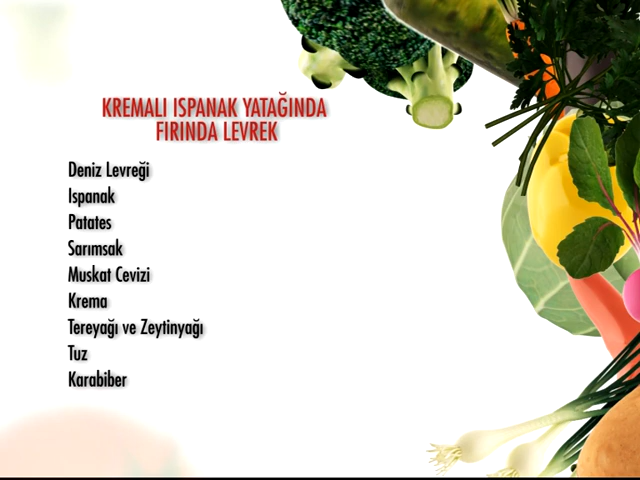 KREMALI ISPANAK YATAĞINDA
FIRINDA LEVREK
Deniz Levreği
Ispanak
Patates
Sarımsak
Muskat Cevizi
Krema
Tereyağı ve Zeytinyağı
Tuz
Karabiber